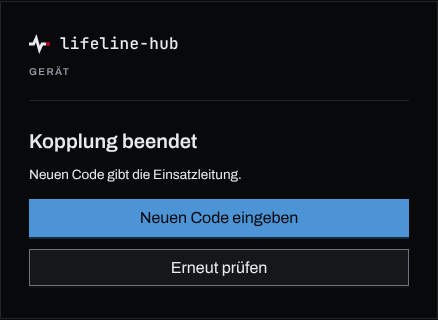 lifeline-hub
GERÄT
Kopplung beendet
Neuen Code gibt die Einsatzleitung.
Neuen Code eingeben
Erneut prüfen